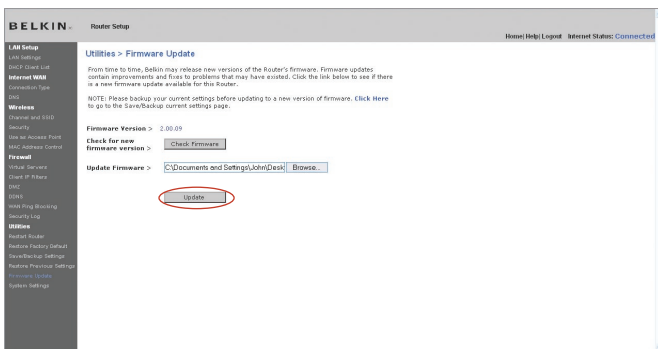 BELKIN
Router Setup
Home| Help| Logout Internet Status: Connected
LAN Setup
LAN Settings
DHCP Client List
Internet WAN
Connection Type
DNS
Wireless
Channel and SSID
Security
Use as Access Point
MAC Address Control
Firewall
Virtual Servers
Client IP Filters
DMZ
DDNS
WAN Ping Blocking
Security Log
Utilities
Restart Router
Restore Factory Default
Save/Backup Settings
Restore Previous Settings
Firmware Update
System Settings
Utilities > Firmware Update
From time to time, Belkin may release new versions of the Router's firmware. Firmware updates
contain improvements and fixes to problems that may have existed. Click the link below to see if there
is a new firmware update available for this Router.
NOTE: Please backup your current settings before updating to a new version of firmware. Click Here
to go to the Save/Backup current settings page.
Firmware Version > 2.00.09
Check for new
firmware version > Check Firmware
Update Firmware > C:\Documents and Settings\John\Desk Browse...
Update